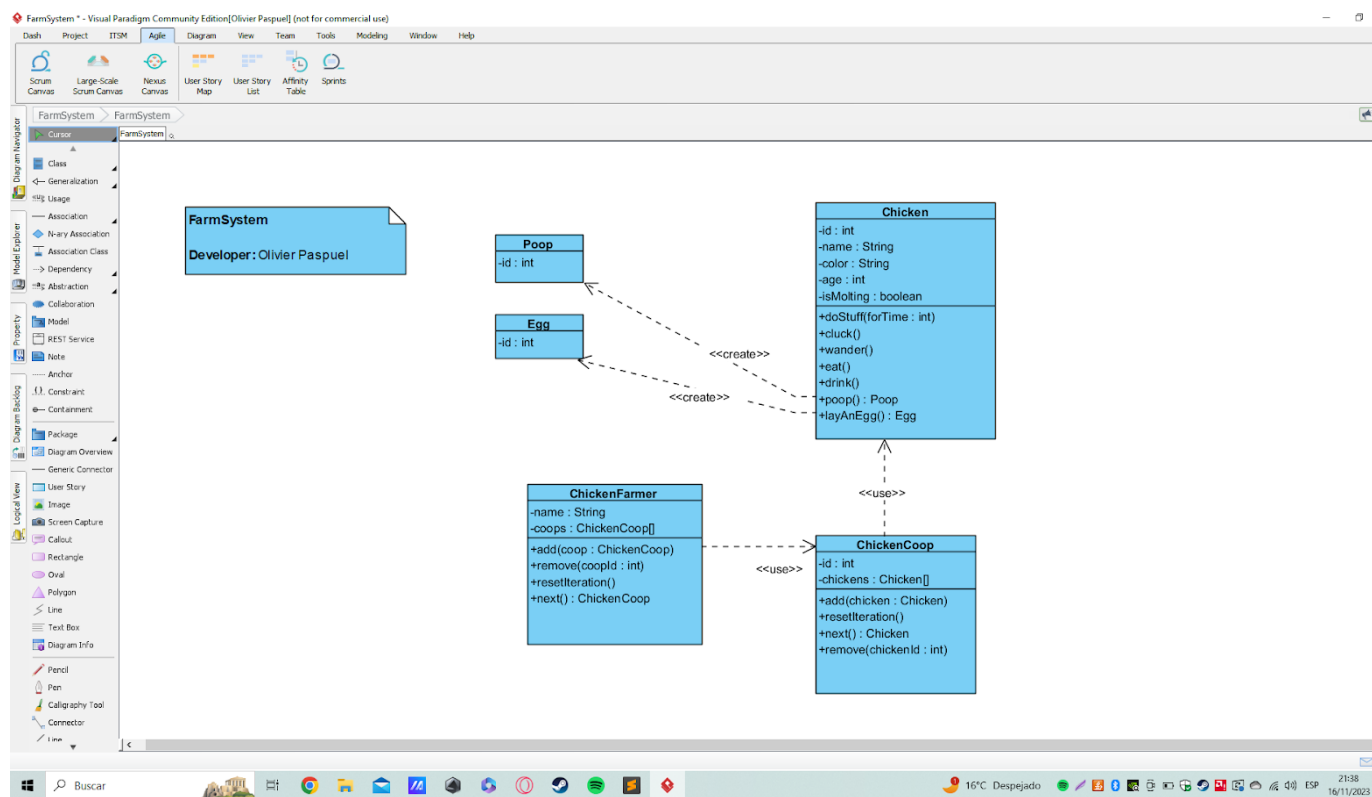 FarmSystem * - Visual Paradigm Community Edition[Olivier Paspuel] (not for commercial use)
Dash Project ITSM Agile Diagram View Team Tools Modeling Window Help
Scrum Canvas
Large-Scale Scrum Canvas
Nexus Canvas
User Story Map
User Story List
Affinity Table
Sprints
FarmSystem FarmSystem
Diagram Navigator
Model Explorer
Property
Diagram Backlog
Logical View
Cursor
Class
Generalization
Usage
Association
N-ary Association
Association Class
Dependency
Abstraction
Collaboration
Model
REST Service
Note
Anchor
Constraint
Containment
Package
Diagram Overview
Generic Connector
User Story
Image
Screen Capture
Callout
Rectangle
Oval
Polygon
Line
Text Box
Diagram Info
Pencil
Pen
Caligraphy Tool
Connector
Line
FarmSystem
FarmSystem
Developer: Olivier Paspuel
Poop
-id : int
Egg
-id : int
<<create>>
<<create>>
Chicken
-id : int
-name : String
-color : String
-age : int
-isMolting : boolean
+doStuff(forTime : int)
+cluck()
+wander()
+eat()
+drink()
+poop() : Poop
+layAnEgg() : Egg
<<use>>
ChickenFarmer
-name : String
-coops : ChickenCoop[]
+add(coop : ChickenCoop)
+remove(coopId : int)
+resetIteration()
+next() : ChickenCoop
<<use>>
ChickenCoop
-id : int
-chickens : Chicken[]
+add(chicken : Chicken)
+resetIteration()
+next() : Chicken
+remove(chickenId : int)
Buscar
16°C Despejado
ESP
21:38
16/11/2023